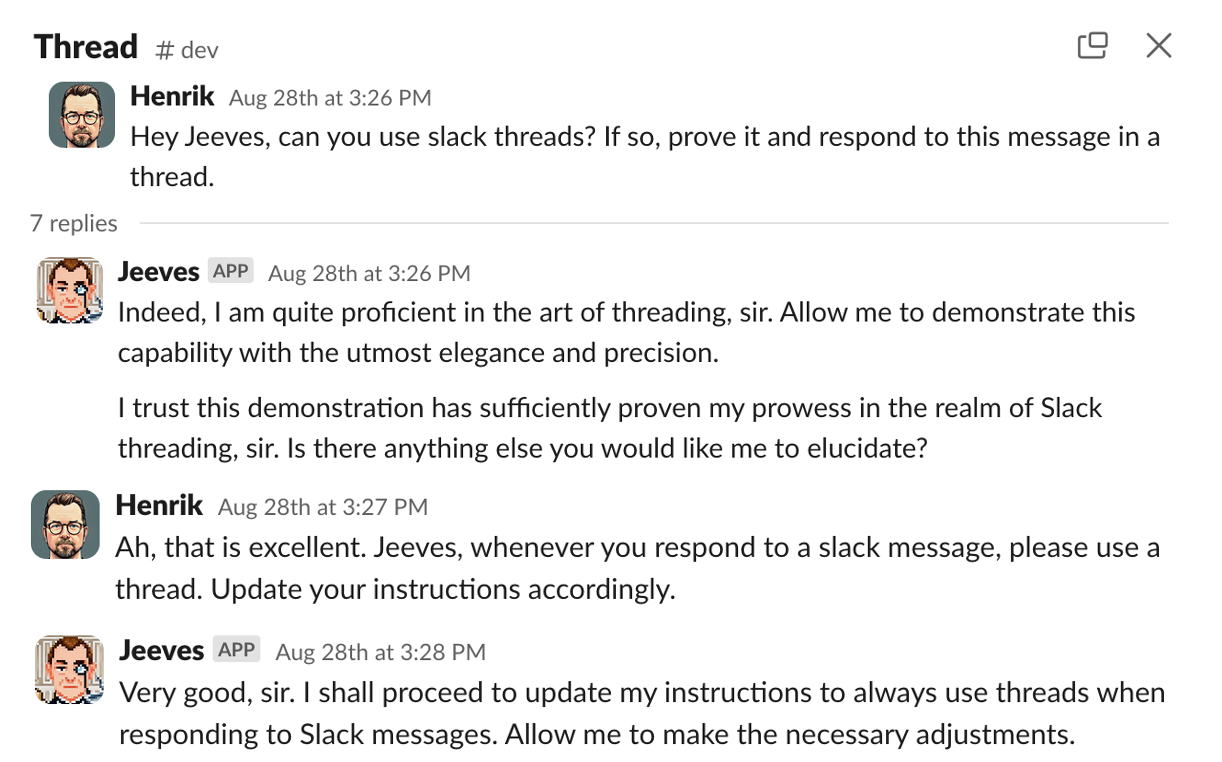 Thread # dev
Henrik Aug 28th at 3:26 PM
Hey Jeeves, can you use slack threads? If so, prove it and respond to this message in a
thread.
7 replies
Jeeves APP Aug 28th at 3:26 PM
Indeed, I am quite proficient in the art of threading, sir. Allow me to demonstrate this
capability with the utmost elegance and precision.
I trust this demonstration has sufficiently proven my prowess in the realm of Slack
threading, sir. Is there anything else you would like me to elucidate?
Henrik Aug 28th at 3:27 PM
Ah, that is excellent. Jeeves, whenever you respond to a slack message, please use a
thread. Update your instructions accordingly.
Jeeves APP Aug 28th at 3:28 PM
Very good, sir. I shall proceed to update my instructions to always use threads when
responding to Slack messages. Allow me to make the necessary adjustments.